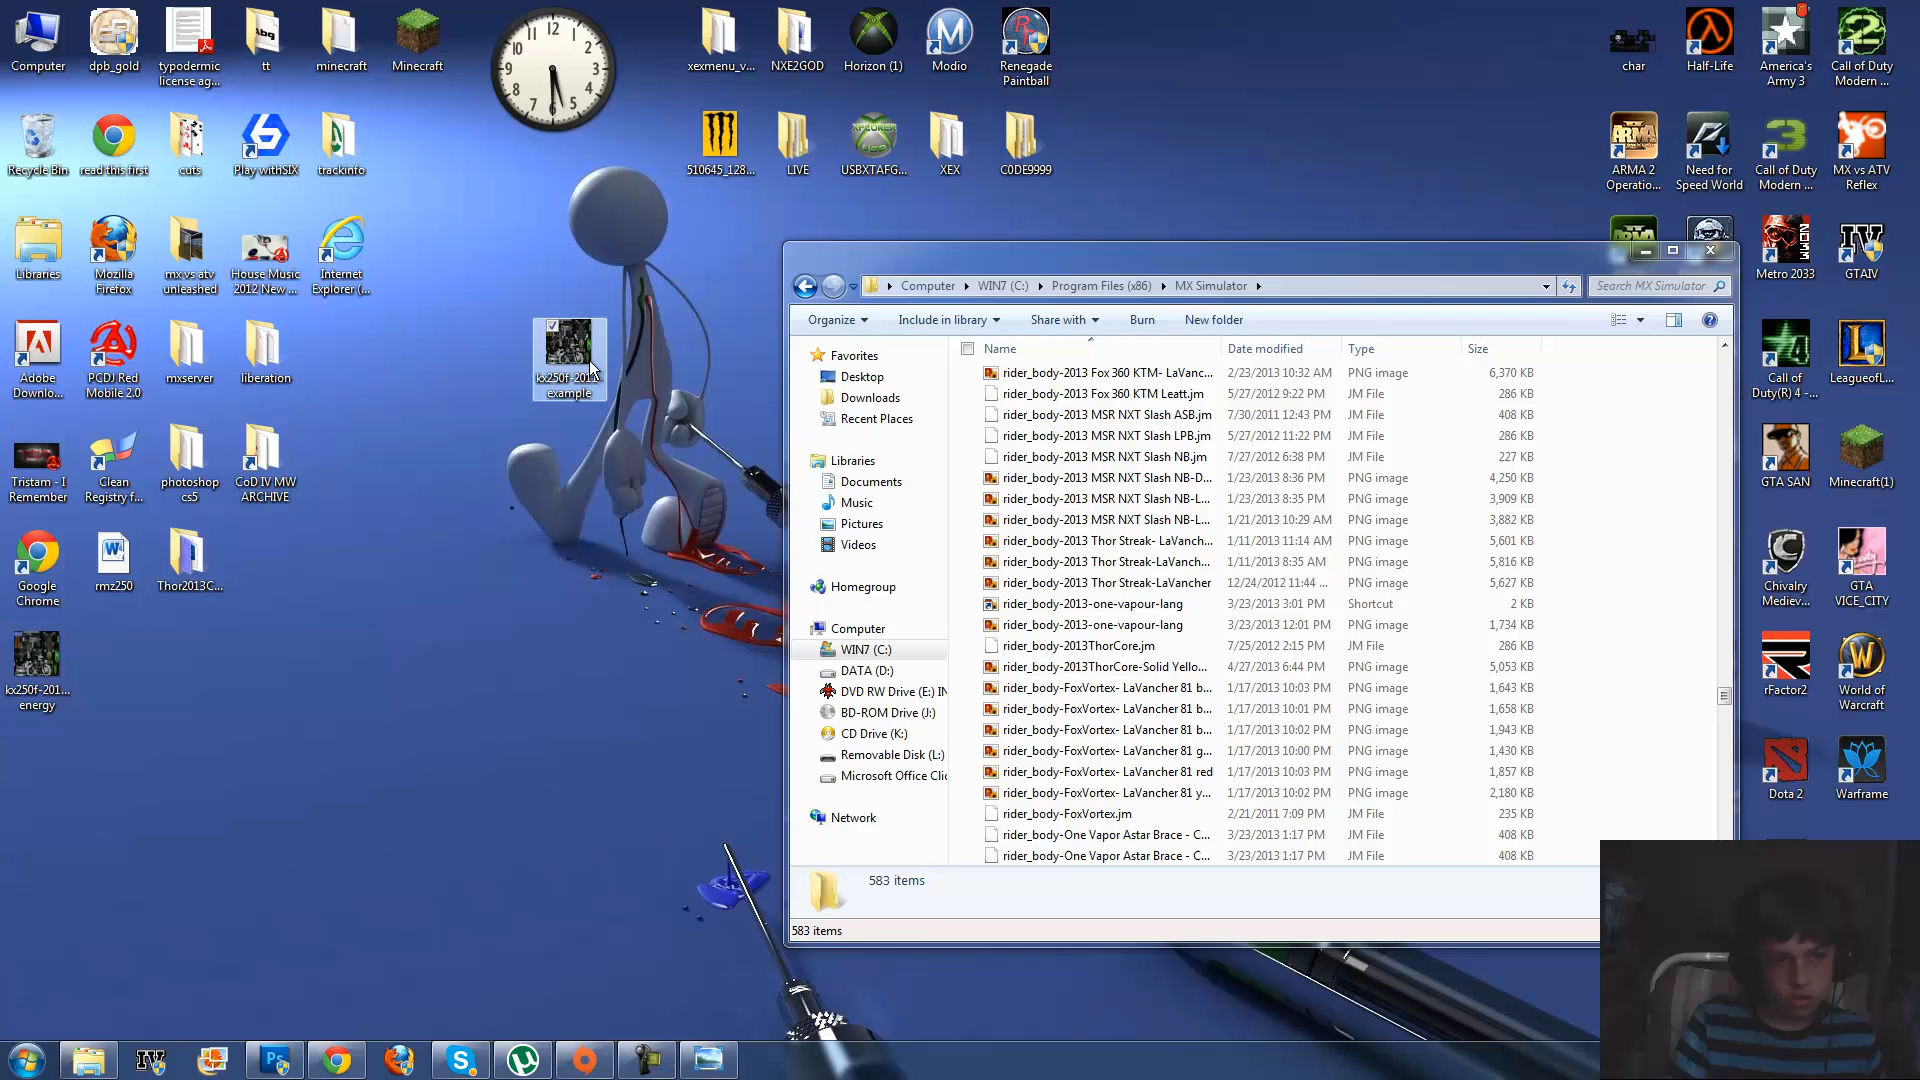 Computer
dpb_gold
typodermic
license ag...
tt
minecraft
Minecraft
xexmenu_v...
NXE2GOD
Horizon (1)
Modio
Renegade
Paintball
char
Half-Life
America's
Army 3
Call of Duty
Modern ...
Recycle Bin
read this first
cuts
Play withSIX
trackinfo
510645_128...
LIVE
USBXTAFG...
XEX
C0DE9999
ARMA 2
Operatio...
Need for
Speed World
Call of Duty
Modern ...
MX vs ATV
Reflex
Libraries
Mozilla
Firefox
mx vs atv
unleashed
House Music
2012 New ...
Internet
Explorer (...
Metro 2033
GTAIV
Adobe
Downlo...
PCDJ Red
Mobile 2.0
mxserver
liberation
example
Call of
Duty(R) 4 -...
LeagueofL...
Tristam - I
Remember
Clean
Registry f...
photoshop
cs5
CoD IV MW
ARCHIVE
GTA SAN
Minecraft(1)
Google
Chrome
rmz250
Thor2013C...
Chivalry
Mediev...
GTA
VICE_CITY
kx250f-201...
energy
rFactor2
World of
Warcraft
Dota 2
Warframe
Computer
WIN7 (C:)
Program Files (x86)
MX Simulator
Search MX Simulator
Organize
Include in library
Share with
Burn
New folder
Favorites
Desktop
Downloads
Recent Places
Libraries
Documents
Music
Pictures
Videos
Homegroup
Computer
WIN7 (C:)
DATA (D:)
DVD RW Drive (E:) IN
BD-ROM Drive (J:)
CD Drive (K:)
Removable Disk (L:)
Microsoft Office Clic
Network
Name Date modified Type Size
rider_body-2013 Fox 360 KTM- LaVanc... 2/23/2013 10:32 AM PNG image 6,370 KB
rider_body-2013 Fox 360 KTM Leatt.jm 5/27/2012 9:22 PM JM File 286 KB
rider_body-2013 MSR NXT Slash ASB.jm 7/30/2011 12:43 PM JM File 408 KB
rider_body-2013 MSR NXT Slash LPB.jm 5/27/2012 11:22 PM JM File 286 KB
rider_body-2013 MSR NXT Slash NB.jm 7/27/2012 6:38 PM JM File 227 KB
rider_body-2013 MSR NXT Slash NB-D... 1/23/2013 8:36 PM PNG image 4,250 KB
rider_body-2013 MSR NXT Slash NB-L... 1/23/2013 8:35 PM PNG image 3,909 KB
rider_body-2013 MSR NXT Slash NB-L... 1/21/2013 10:29 AM PNG image 3,882 KB
rider_body-2013 Thor Streak- LaVanch... 1/11/2013 11:14 AM PNG image 5,601 KB
rider_body-2013 Thor Streak- LaVanch... 1/11/2013 8:35 AM PNG image 5,816 KB
rider_body-2013 Thor Streak-LaVancher 12/24/2012 11:44 ... PNG image 5,627 KB
rider_body-2013-one-vapour-lang 3/23/2013 3:01 PM Shortcut 2 KB
rider_body-2013-one-vapour-lang 3/23/2013 12:01 PM PNG image 1,734 KB
rider_body-2013ThorCore.jm 7/25/2012 2:15 PM JM File 286 KB
rider_body-2013ThorCore-Solid Yello... 4/27/2013 6:44 PM PNG image 5,053 KB
rider_body-FoxVortex- LaVancher 81 b... 1/17/2013 10:03 PM PNG image 1,643 KB
rider_body-FoxVortex- LaVancher 81 b... 1/17/2013 10:01 PM PNG image 1,658 KB
rider_body-FoxVortex- LaVancher 81 b... 1/17/2013 10:02 PM PNG image 1,943 KB
rider_body-FoxVortex- LaVancher 81 g... 1/17/2013 10:00 PM PNG image 1,430 KB
rider_body-FoxVortex- LaVancher 81 red 1/17/2013 10:03 PM PNG image 1,857 KB
rider_body-FoxVortex- LaVancher 81 y... 1/17/2013 10:02 PM PNG image 2,180 KB
rider_body-FoxVortex.jm 2/21/2011 7:09 PM JM File 235 KB
rider_body-One Vapor Astar Brace - C... 3/23/2013 1:17 PM JM File 408 KB
rider_body-One Vapor Astar Brace - C... 3/23/2013 1:17 PM JM File 408 KB
583 items
583 items